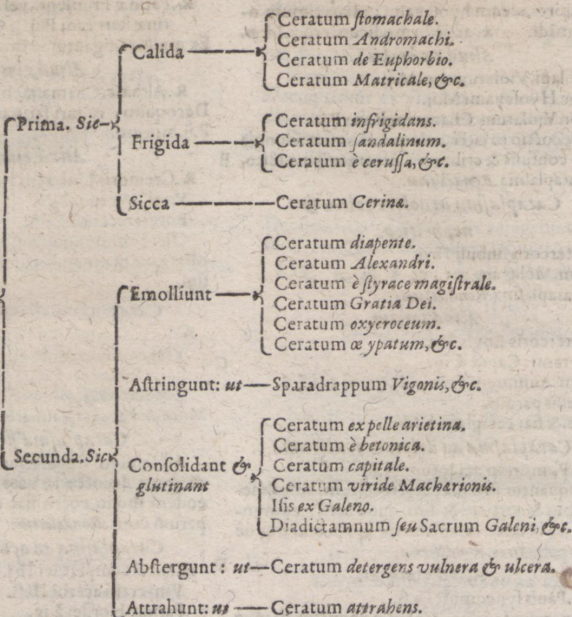 Ceratum ſtomachale.
Calida Ceratum Andromachi.
Ceratum de Euphorbio.
Ceratum Matricale, &c.
Prima. Sic
Ceratum infrigidans.
Frigida Ceratum ſandalinum.
Ceratum è ceruſſa, &c.
Sicca Ceratum Cerinæ.
Ceratum diapente.
Ceratum Alexandri.
Emolliunt Ceratum è ſtyrace magiſtrale.
Ceratum Gratia Dei.
Ceratum oxycroceum.
Ceratum œ ypatum, &c.
Aſtringunt: ut Sparadrappum Vigonis, &c.
Ceratum ex pelle arietina.
Ceratum è betonica.
Secunda. Sic Conſolidant & Ceratum capitale.
glutinant Ceratum viride Macharionis.
Iſis ex Galeno.
Diadictamnum ſeu Sacrum Galeni, &c.
Abſtergunt: ut Ceratum detergens vulnera & ulcera.
Attrahunt: ut Ceratum attrahens.